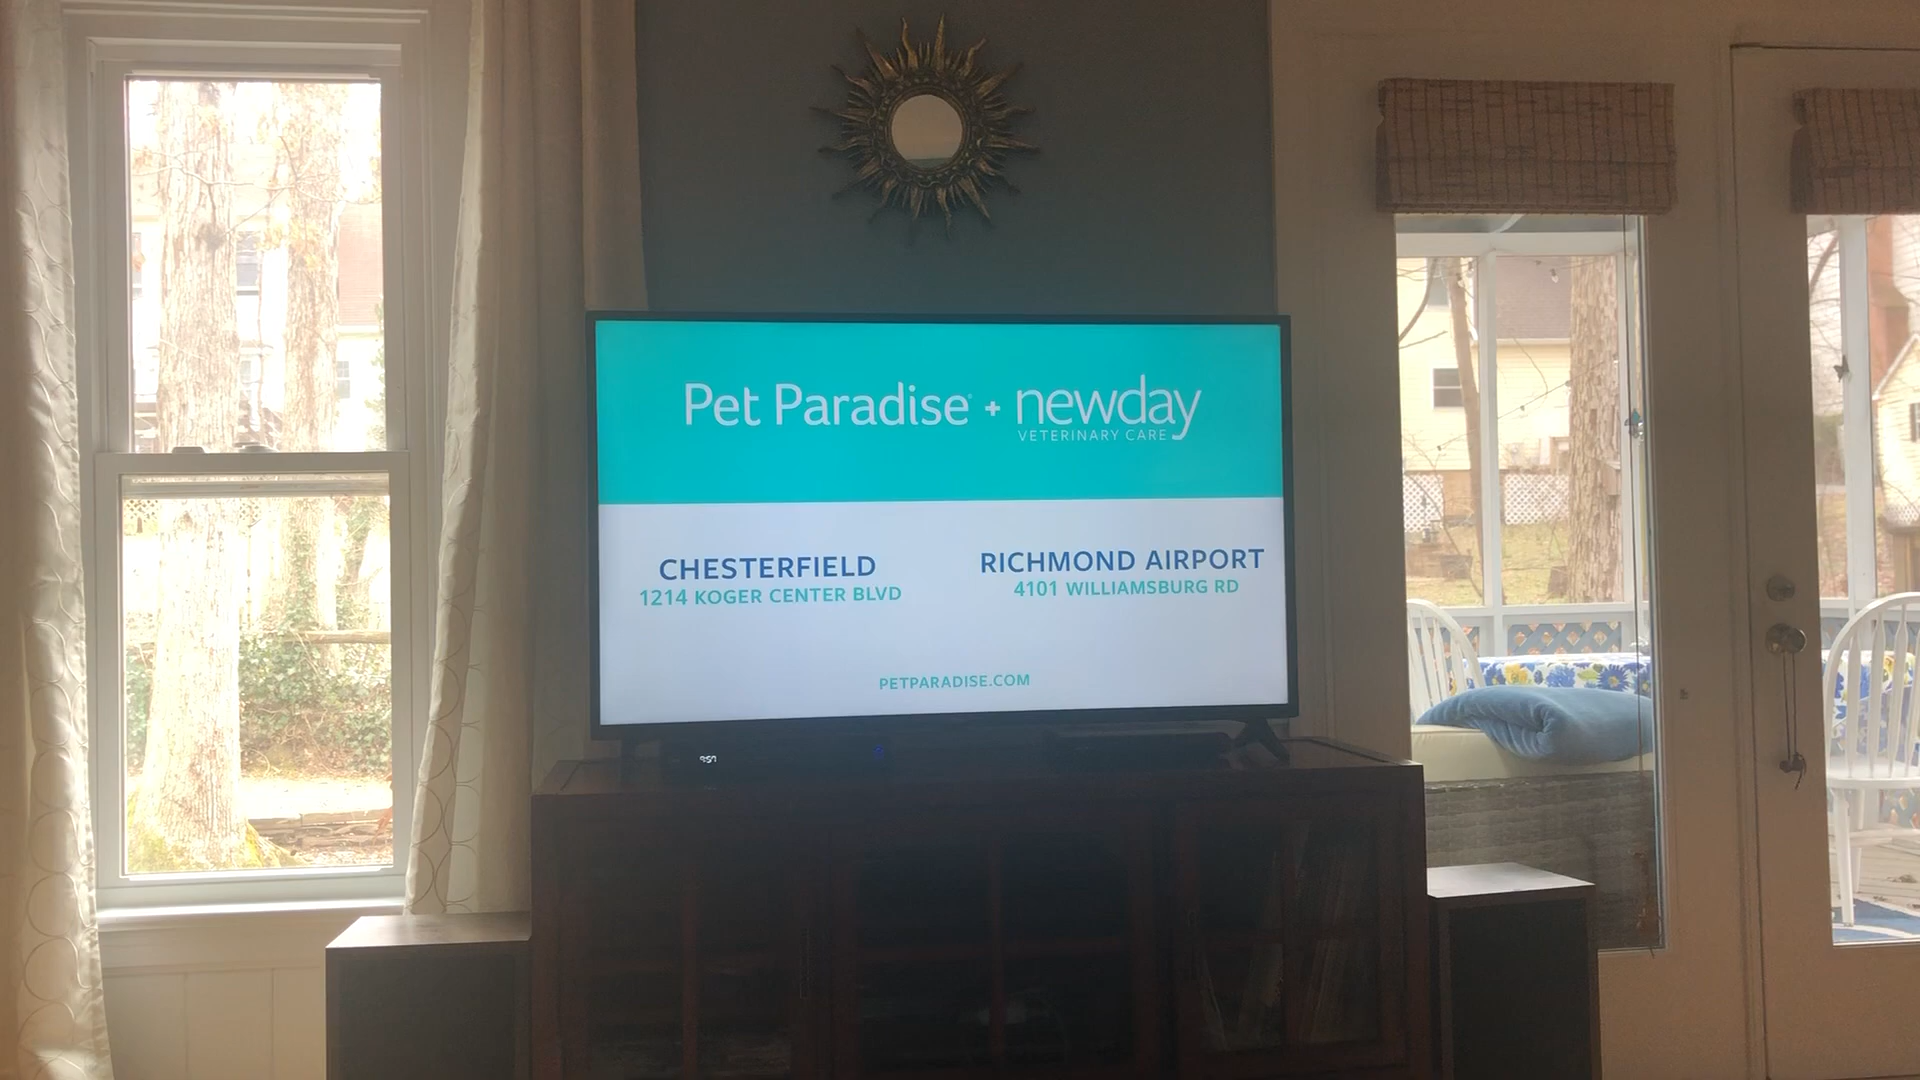 Pet Paradise® + newday
VETERINARY CARE
CHESTERFIELD
1214 KOGER CENTER BLVD
RICHMOND AIRPORT
4101 WILLIAMSBURG RD
PETPARADISE.COM